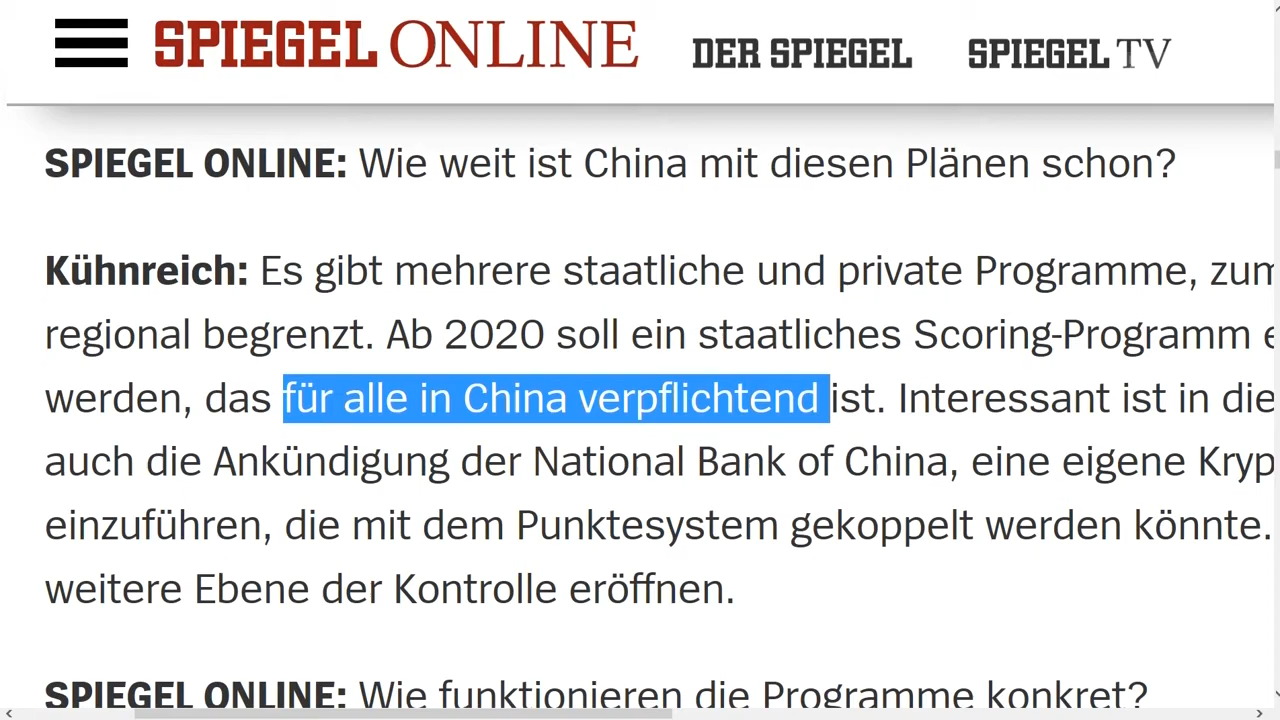 SPIEGEL ONLINE DER SPIEGEL SPIEGEL TV
SPIEGEL ONLINE: Wie weit ist China mit diesen Plänen schon?
Kühnreich: Es gibt mehrere staatliche und private Programme, zum
regional begrenzt. Ab 2020 soll ein staatliches Scoring-Programm e
werden, das für alle in China verpflichtend ist. Interessant ist in die
auch die Ankündigung der National Bank of China, eine eigene Kryp
einzuführen, die mit dem Punktesystem gekoppelt werden könnte.
weitere Ebene der Kontrolle eröffnen.
SPIEGEL ONLINE: Wie funktionieren die Programme konkret?